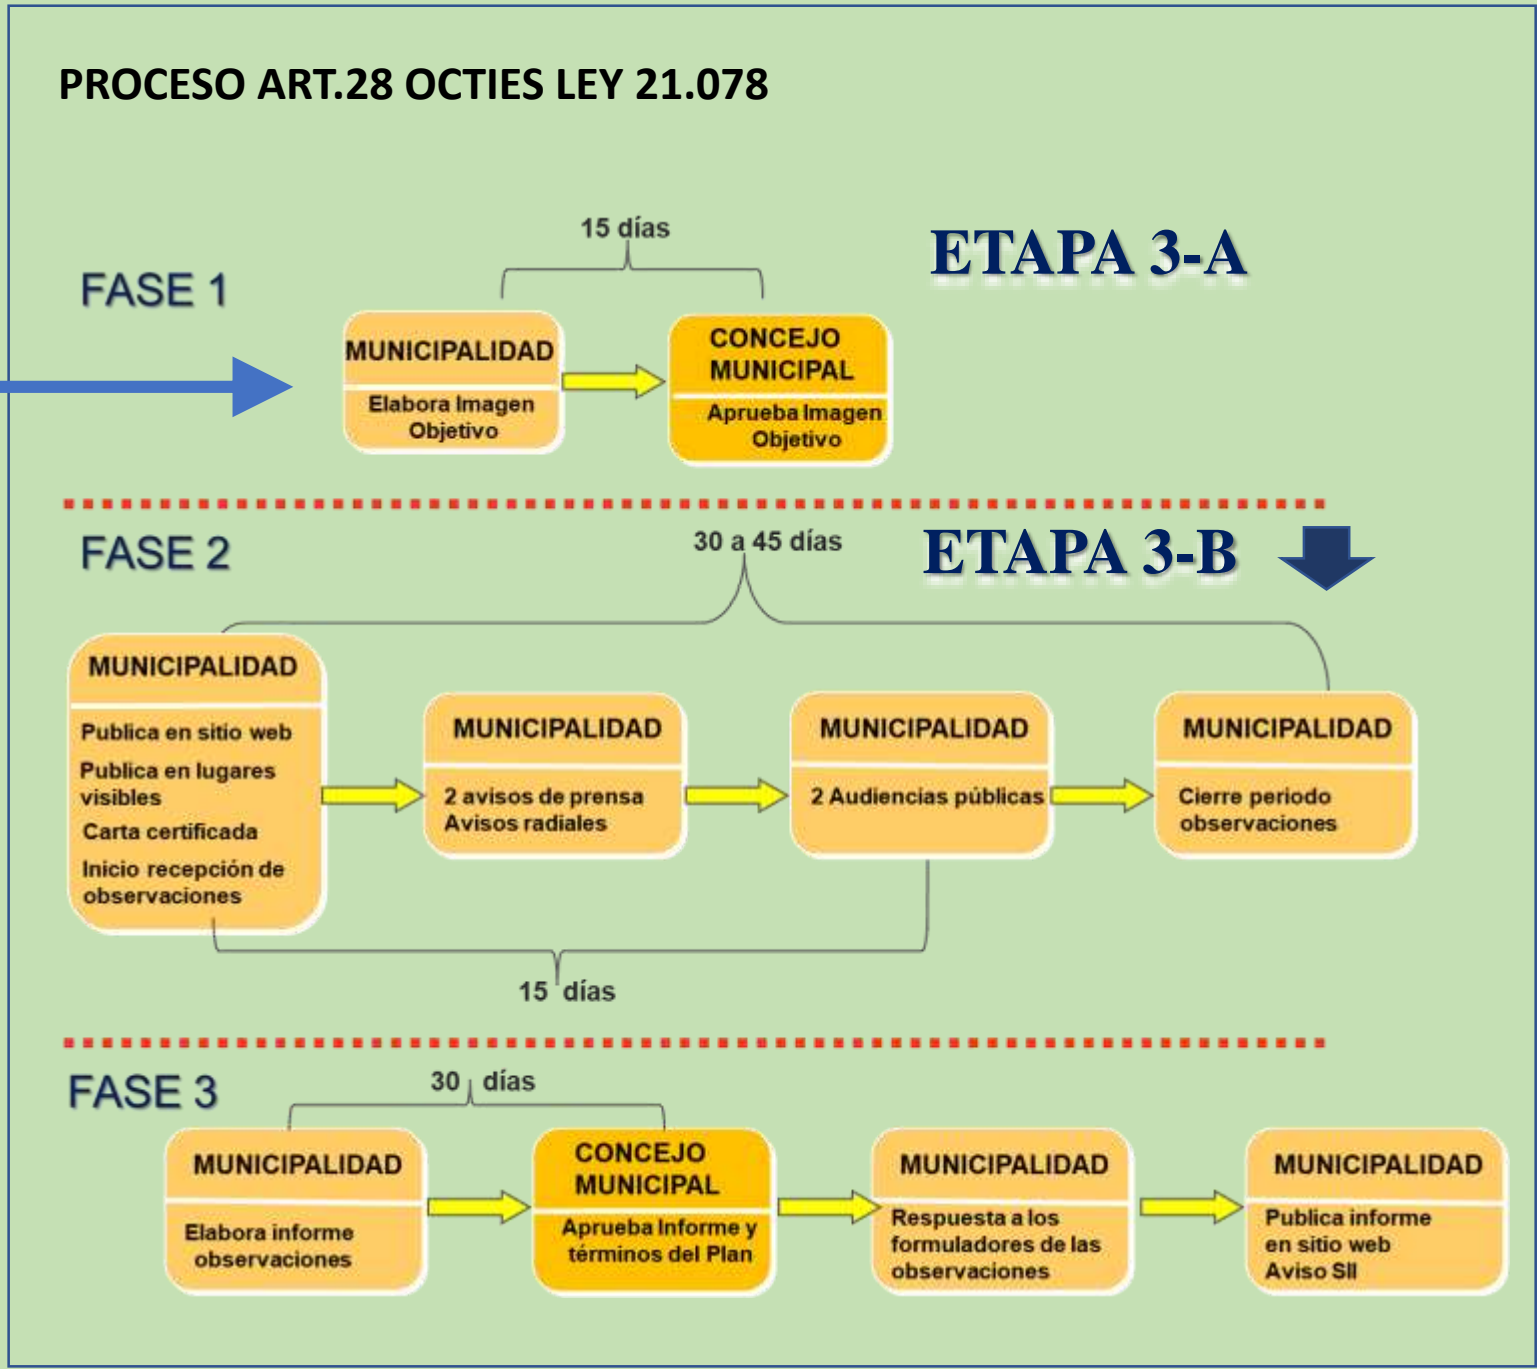 PROCESO ART.28 OCTIES LEY 21.078
15 días
ETAPA 3-A
FASE 1
MUNICIPALIDAD
Elabora Imagen
Objetivo
CONCEJO
MUNICIPAL
Aprueba Imagen
Objetivo
FASE 2
30 a 45 días
ETAPA 3-B
MUNICIPALIDAD
Publica en sitio web
Publica en lugares
visibles
Carta certificada
Inicio recepción de
observaciones
MUNICIPALIDAD
2 avisos de prensa
Avisos radiales
MUNICIPALIDAD
2 Audiencias públicas
MUNICIPALIDAD
Cierre periodo
observaciones
15 días
FASE 3
30 días
MUNICIPALIDAD
Elabora informe
observaciones
CONCEJO
MUNICIPAL
Aprueba Informe y
términos del Plan
MUNICIPALIDAD
Respuesta a los
formuladores de las
observaciones
MUNICIPALIDAD
Publica informe
en sitio web
Aviso SII